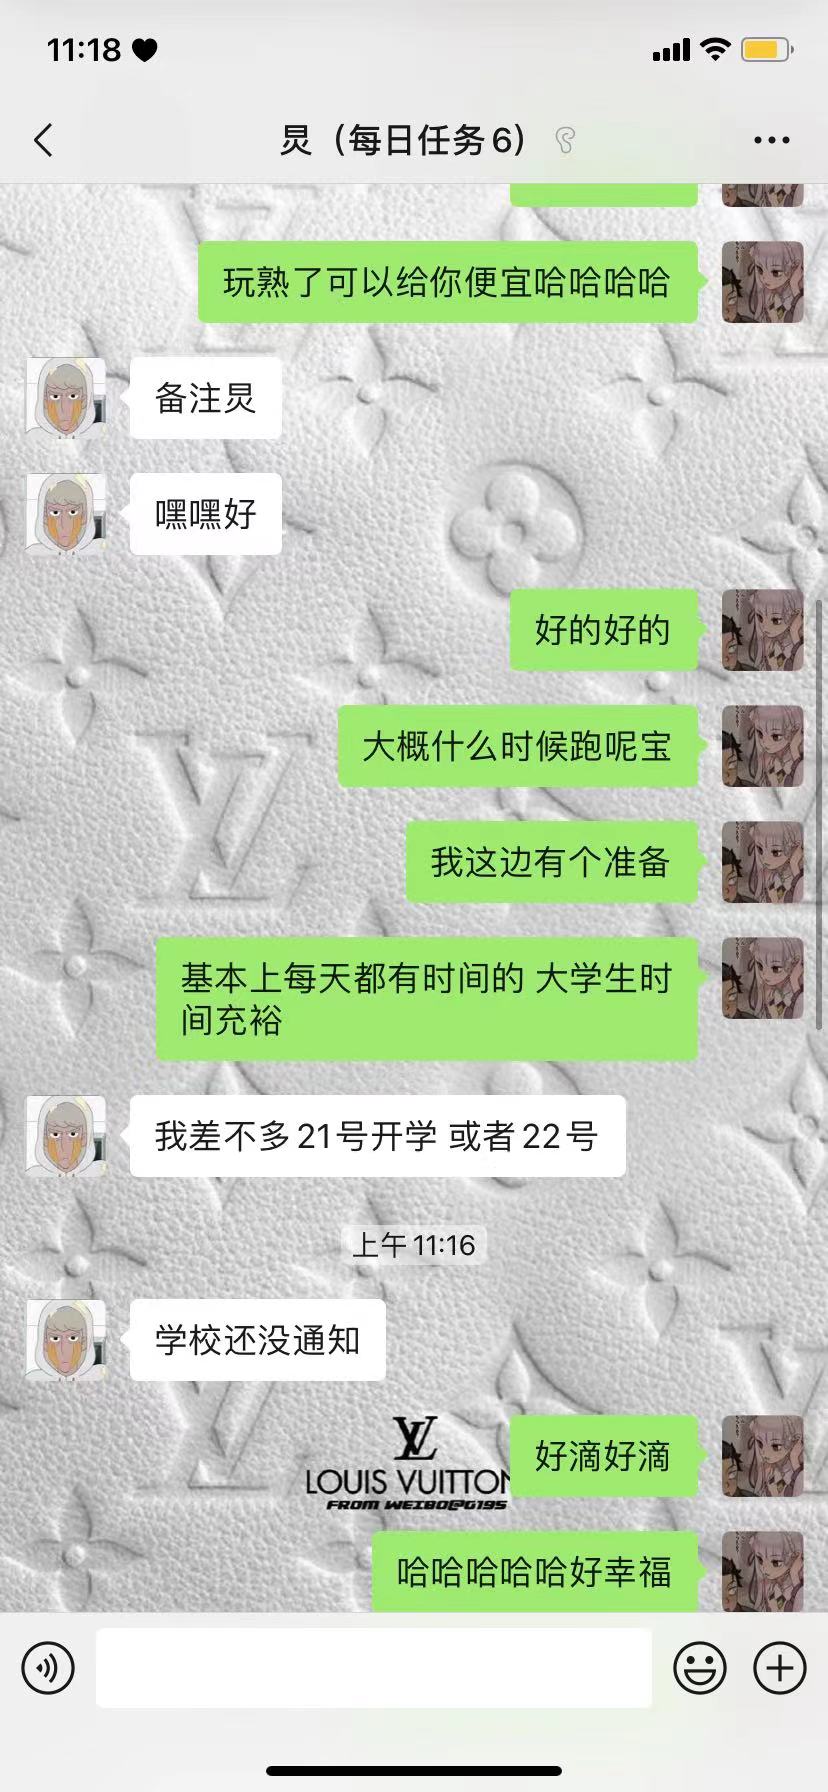 11:18
炅（每日任务6）
玩熟了可以给你便宜哈哈哈哈
备注炅
嘿嘿好
好的好的
大概什么时候跑呢宝
我这边有个准备
基本上每天都有时间的 大学生时
间充裕
我差不多21号开学 或者22号
上午 11:16
学校还没通知
好滴好滴
LOUIS VUITTON
FROM WEIBO@G195
哈哈哈哈哈好幸福